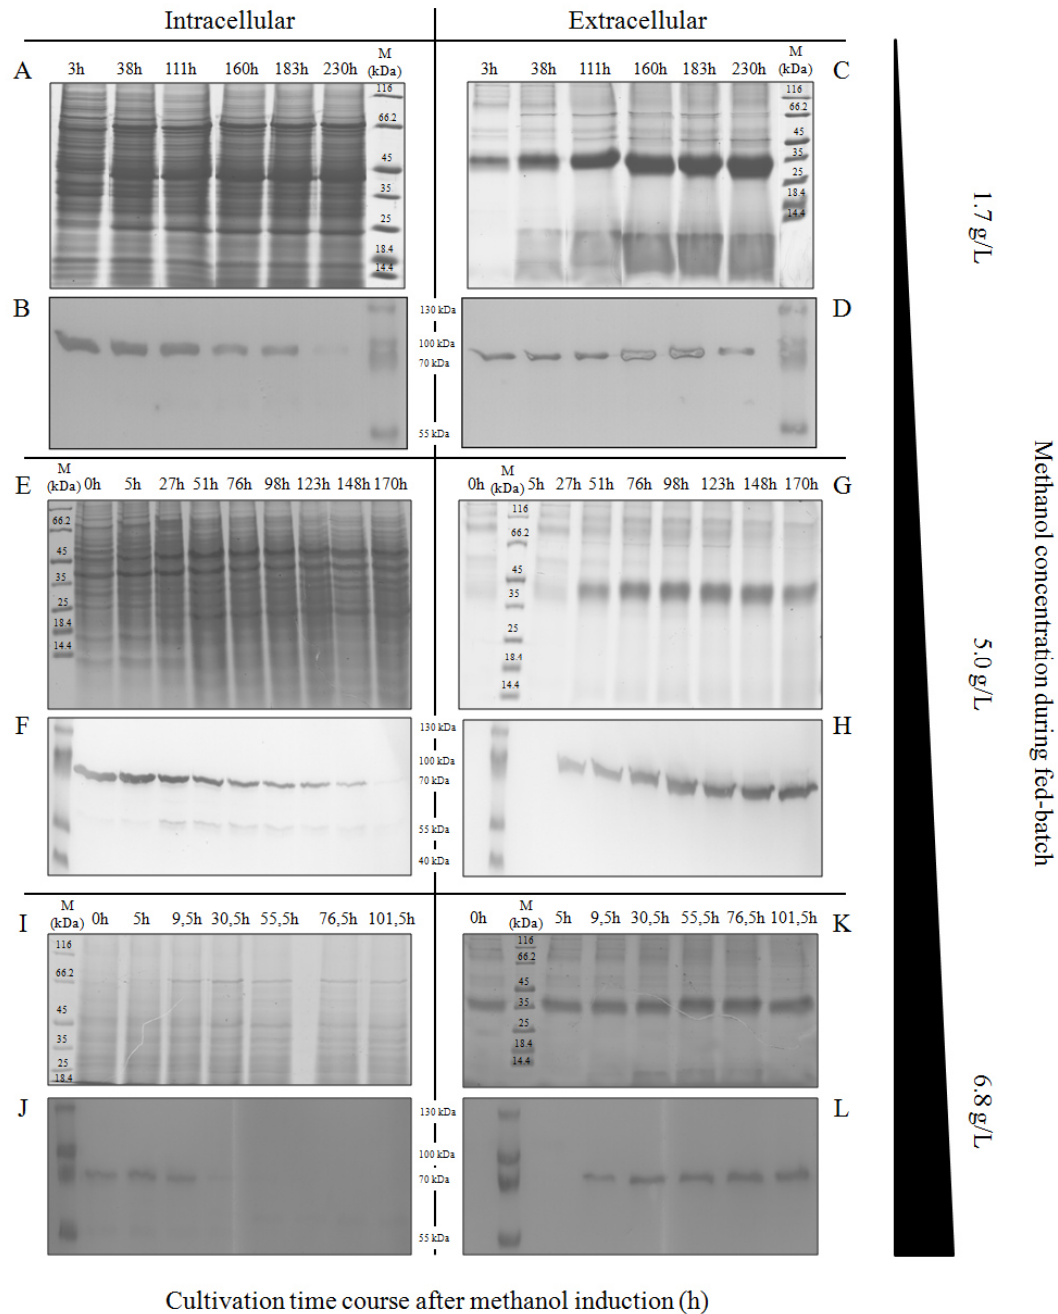 Intracellular Extracellular
A 3h 38h 111h 160h 183h 230h M (kDa)
116
66.2
45
35
25
18.4
14.4
3h 38h 111h 160h 183h 230h M (kDa) C
116
66.2
45
35
25
18.4
14.4
B
130 kDa
100 kDa
70 kDa
55 kDa
D
E M (kDa) 0h 5h 27h 51h 76h 98h 123h 148h 170h
66.2
45
35
25
18.4
14.4
0h M (kDa) 5h 27h 51h 76h 98h 123h 148h 170h G
116
66.2
45
35
25
18.4
14.4
F
130 kDa
100 kDa
70 kDa
55 kDa
40 kDa
H
I M (kDa) 0h 5h 9,5h 30,5h 55,5h 76,5h 101,5h
116
66.2
45
35
25
18.4
0h M (kDa) 5h 9,5h 30,5h 55,5h 76,5h 101,5h K
116
66.2
45
35
25
18.4
14.4
J
130 kDa
100 kDa
70 kDa
55 kDa
L
1.7 g/L
5.0 g/L
6.8 g/L
Methanol concentration during fed-batch
Cultivation time course after methanol induction (h)